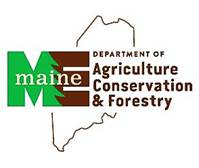 DEPARTMENT OF
maine
Agriculture
Conservation
& Forestry